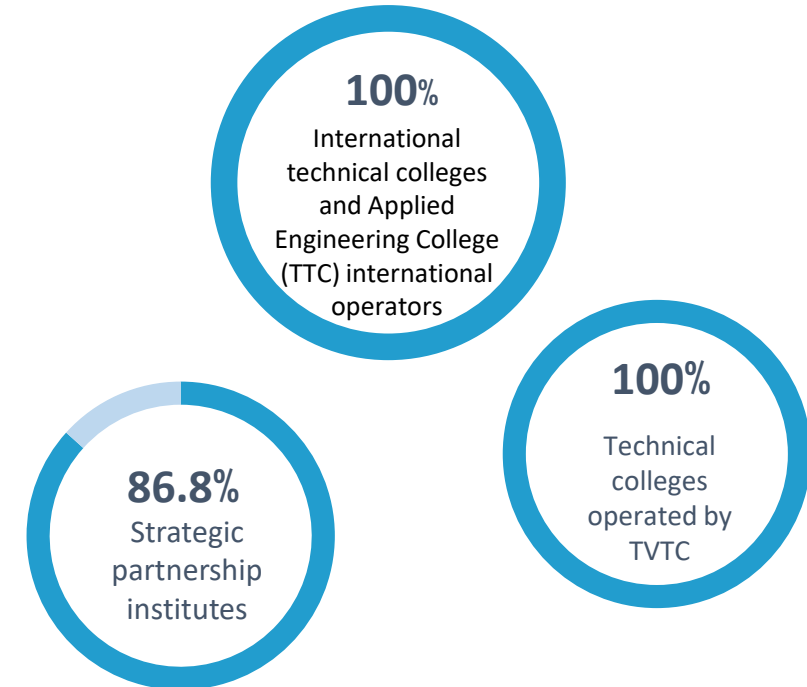 100%
International
technical colleges
and Applied
Engineering College
(TTC) international
operators
100%
Technical
colleges
operated by
TVTC
86.8%
Strategic
partnership
institutes